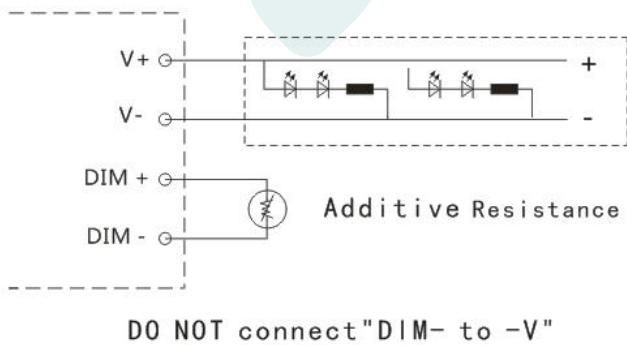 V+
+
V-
-
DIM +
Additive Resistance
DIM -
DO NOT connect"DIM- to -V"